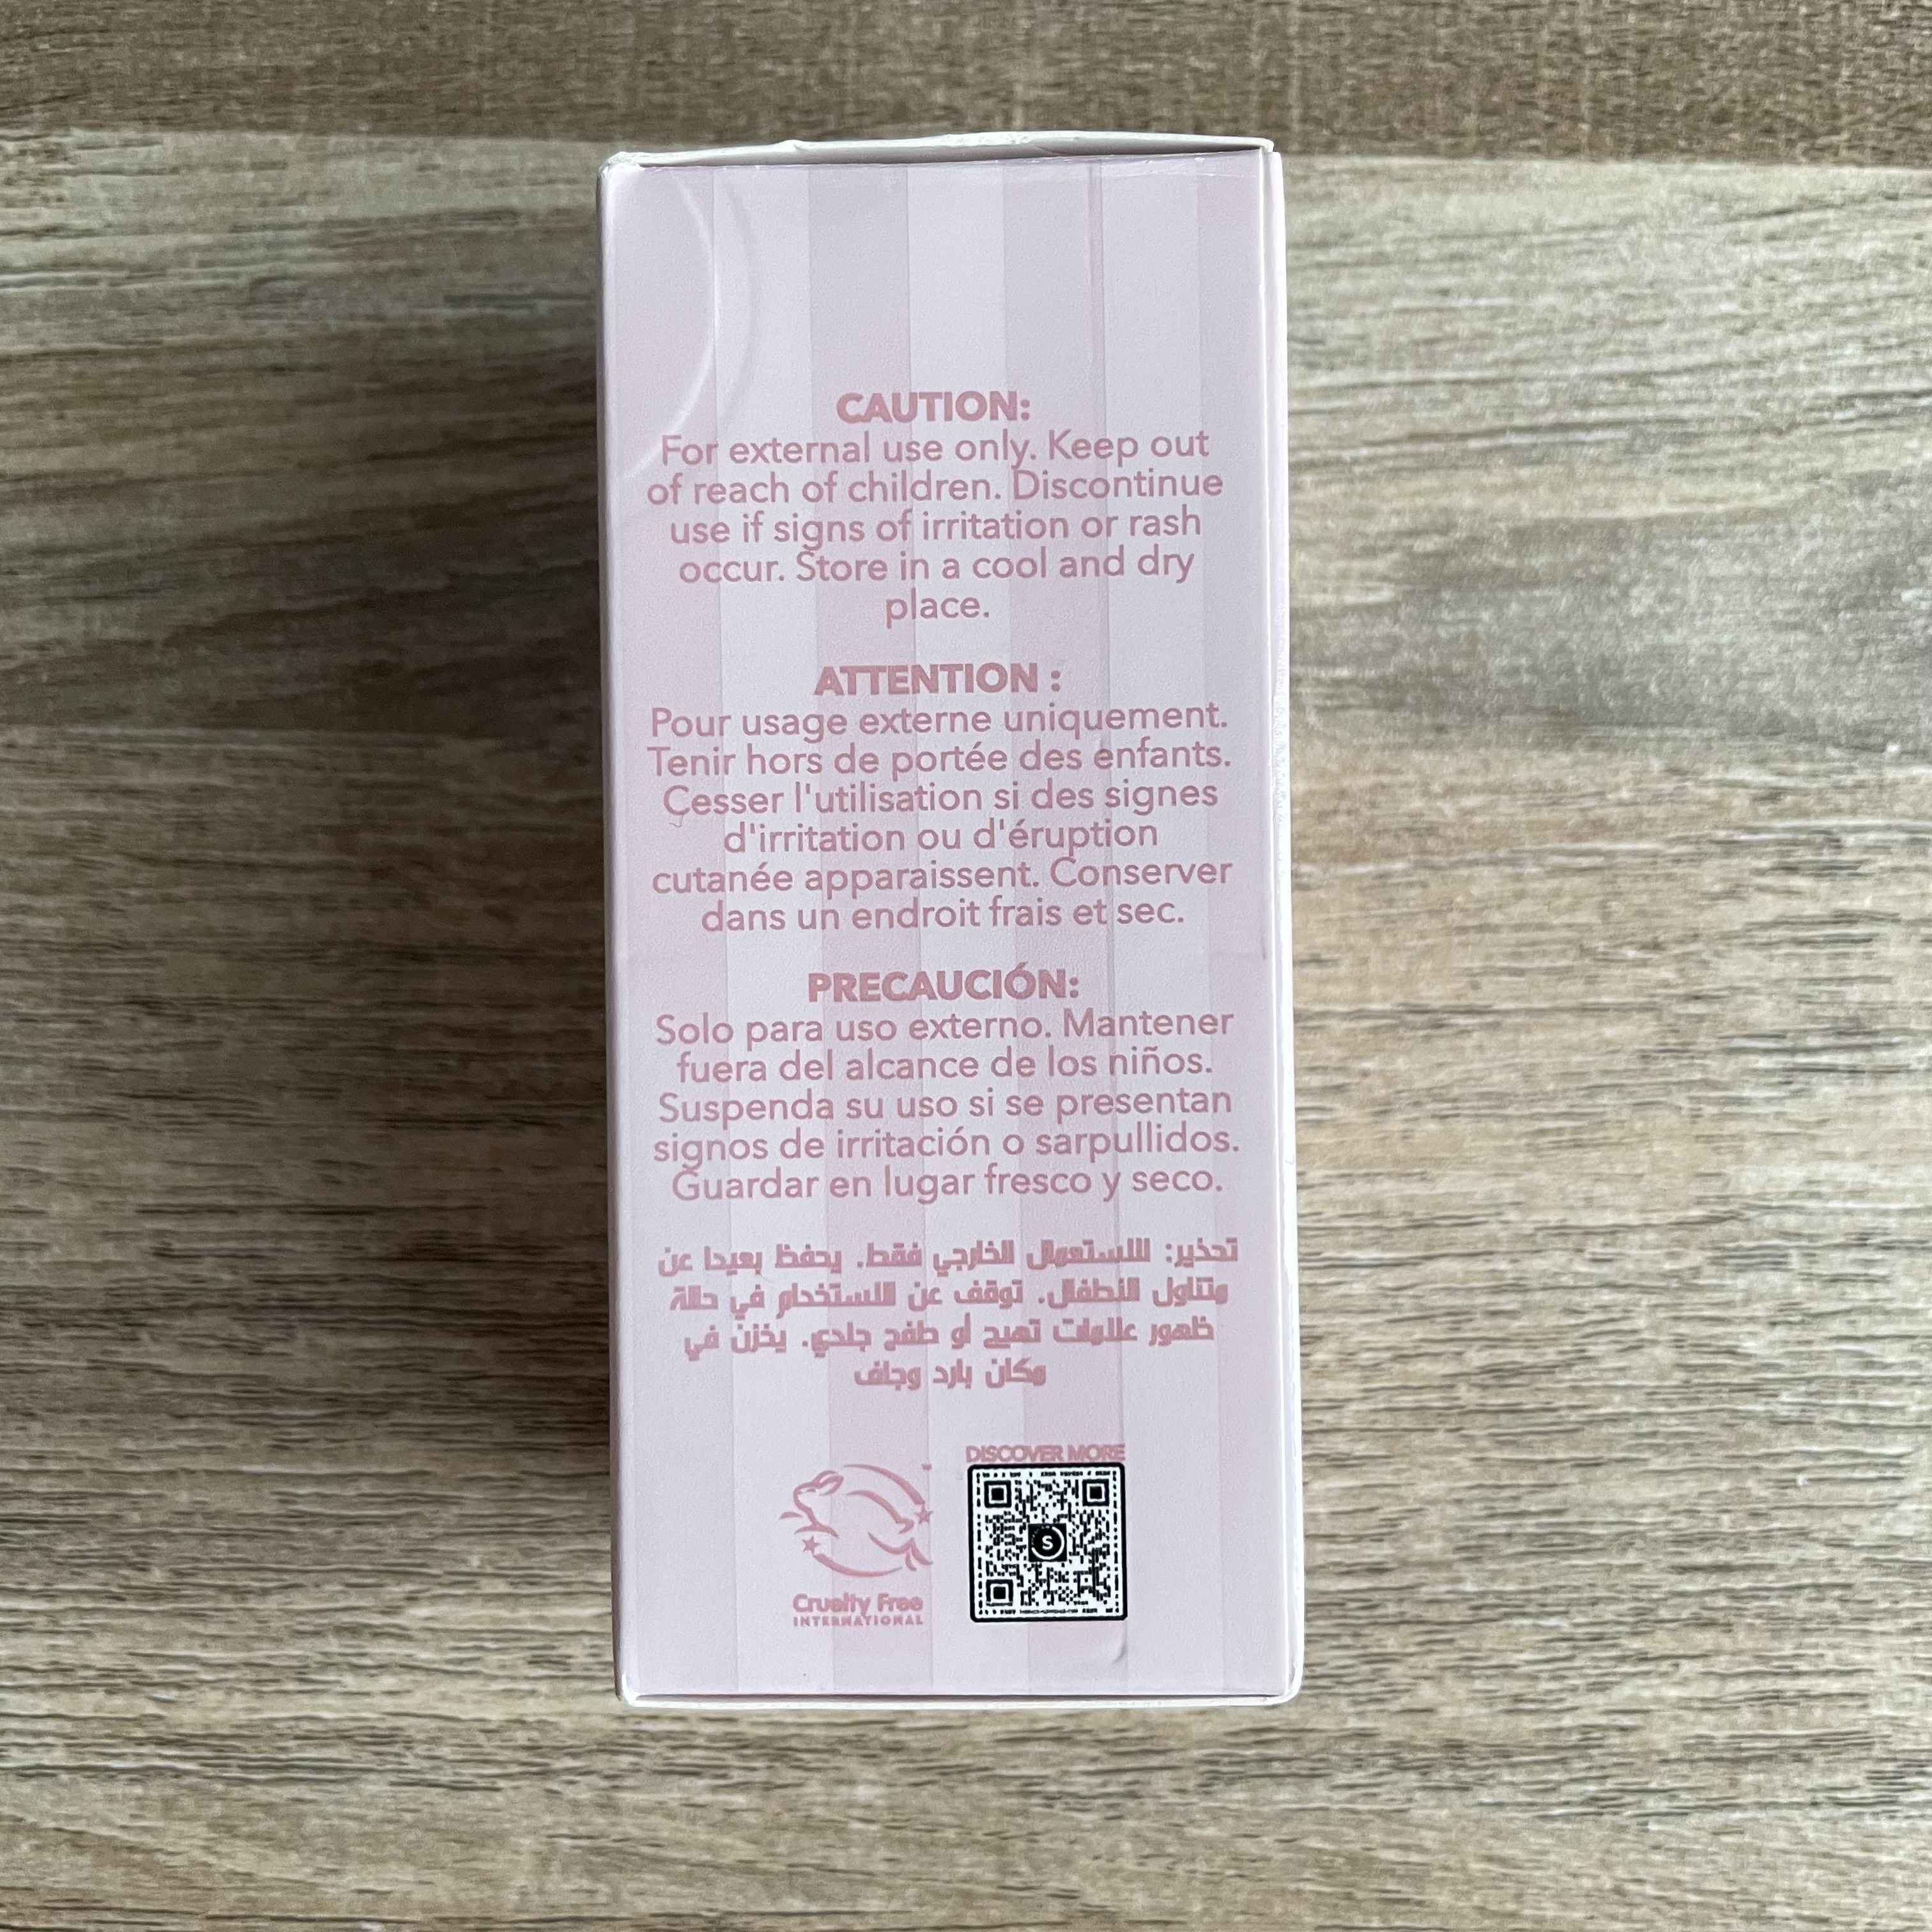 CAUTION:
For external use only. Keep out
of reach of children. Discontinue
use if signs of irritation or rash
occur. Store in a cool and dry
place.
ATTENTION :
Pour usage externe uniquement.
Tenir hors de portée des enfants.
Cesser l'utilisation si des signes
d'irritation ou d'éruption
cutanée apparaissent. Conserver
dans un endroit frais et sec.
PRECAUCIÓN:
Solo para uso externo. Mantener
fuera del alcance de los niños.
Suspenda su uso si se presentan
signos de irritación o sarpullidos.
Guardar en lugar fresco y seco.
تحذير: للاستعمال الخارجي فقط. يحفظ بعيدا عن
متناول الأطفال. توقف عن الاستخدام في حالة
ظهور علامات تهيج أو طفح جلدي. يخزن في
مكان بارد وجاف
DISCOVER MORE
S
Cruelty Free
INTERNATIONAL